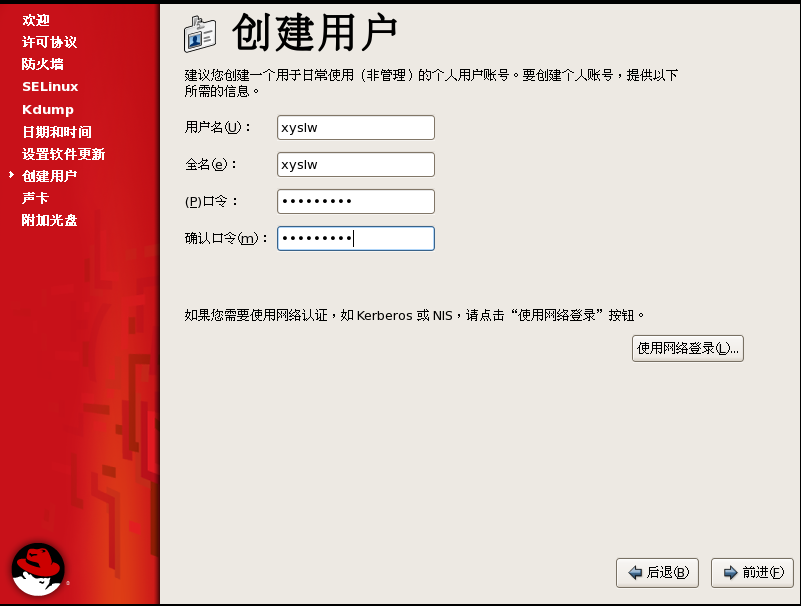 欢迎
许可协议
防火墙
SELinux
Kdump
日期和时间
设置软件更新
创建用户
声卡
附加光盘
创建用户
建议您创建一个用于日常使用（非管理）的个人用户账号。要创建个人账号，提供以下
所需的信息。
用户名(U)： xyslw
全名(e)： xyslw
(P)口令： •••••••••
确认口令(m)： •••••••••
如果您需要使用网络认证，如 Kerberos 或 NIS，请点击“使用网络登录”按钮。
使用网络登录(L)...
后退(B) 前进(F)